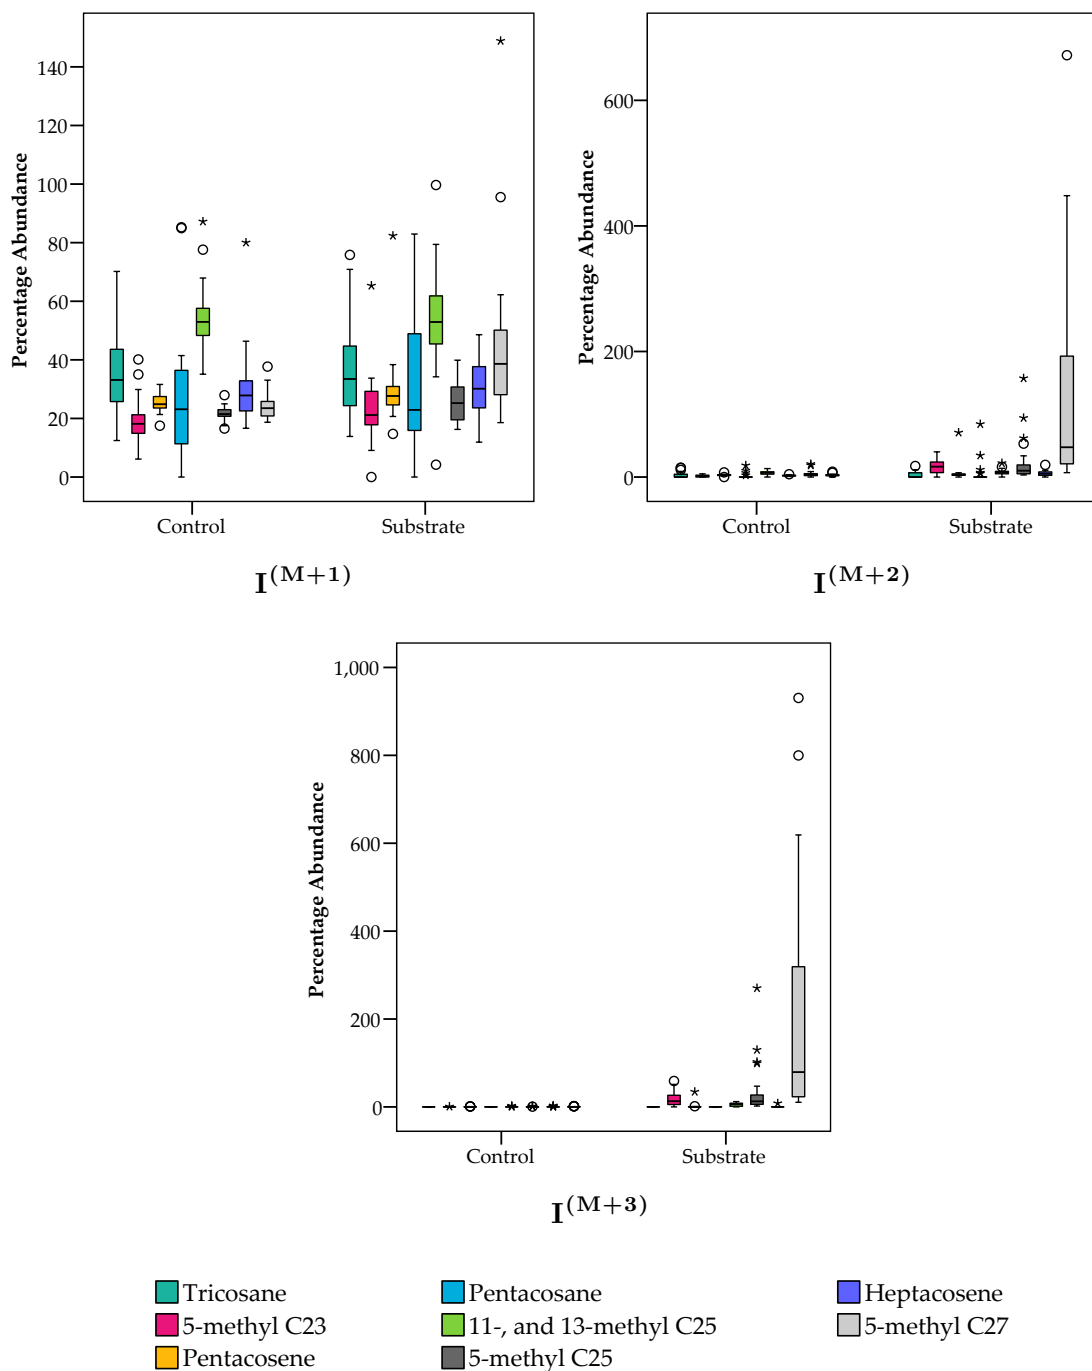 Percentage Abundance
140
120
100
80
60
40
20
0
Control Substrate
I^(M+1)
Percentage Abundance
600
400
200
0
Control Substrate
I^(M+2)
Percentage Abundance
1,000
800
600
400
200
0
Control Substrate
I^(M+3)
Tricosane Pentacosane Heptacosene
5-methyl C23 11-, and 13-methyl C25 5-methyl C27
Pentacosene 5-methyl C25